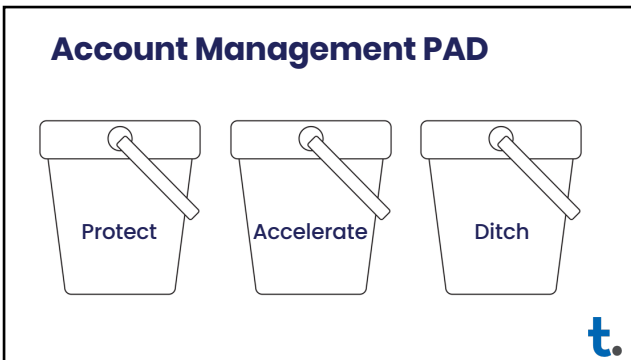 Account Management PAD
Protect
Accelerate
Ditch
t.